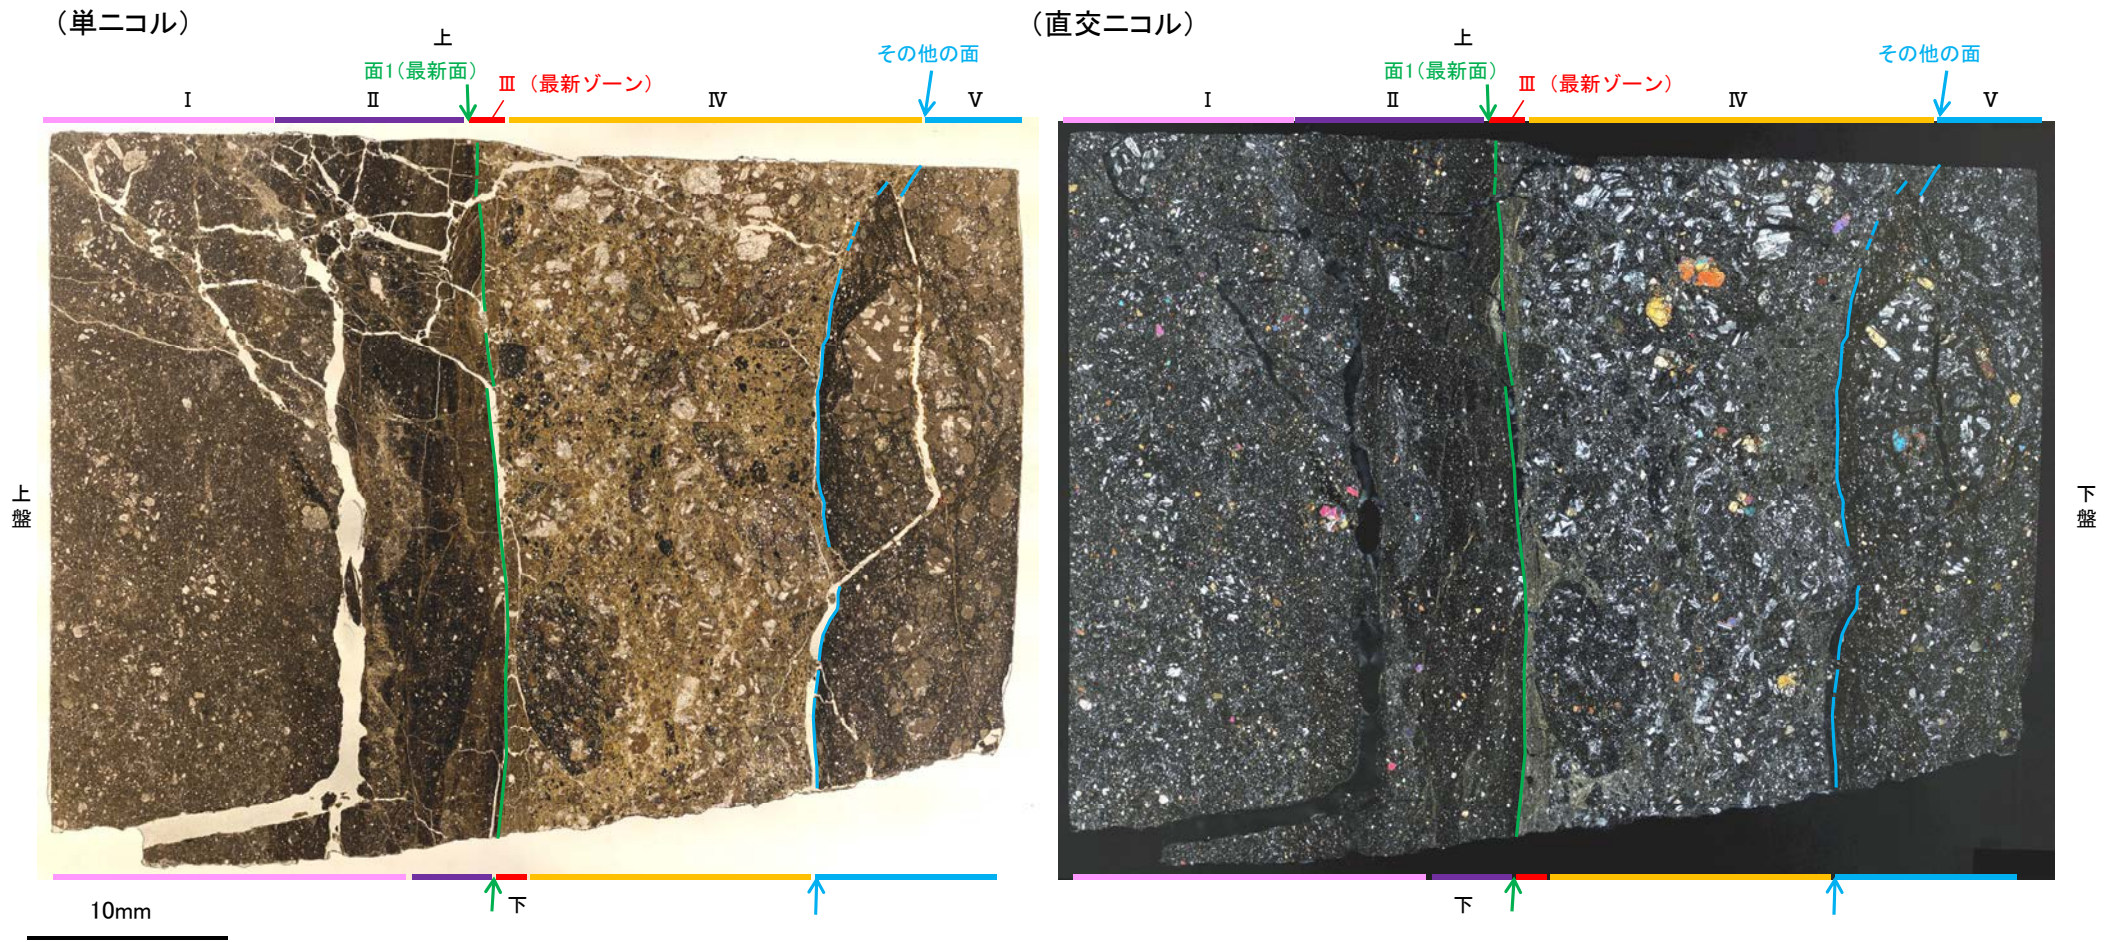 （単ニコル）
上
面1（最新面）
Ⅲ（最新ゾーン）
その他の面
Ⅰ
Ⅱ
Ⅳ
Ⅴ
上盤
下
10mm
（直交ニコル）
上
面1（最新面）
Ⅲ（最新ゾーン）
その他の面
Ⅰ
Ⅱ
Ⅳ
Ⅴ
下盤
下